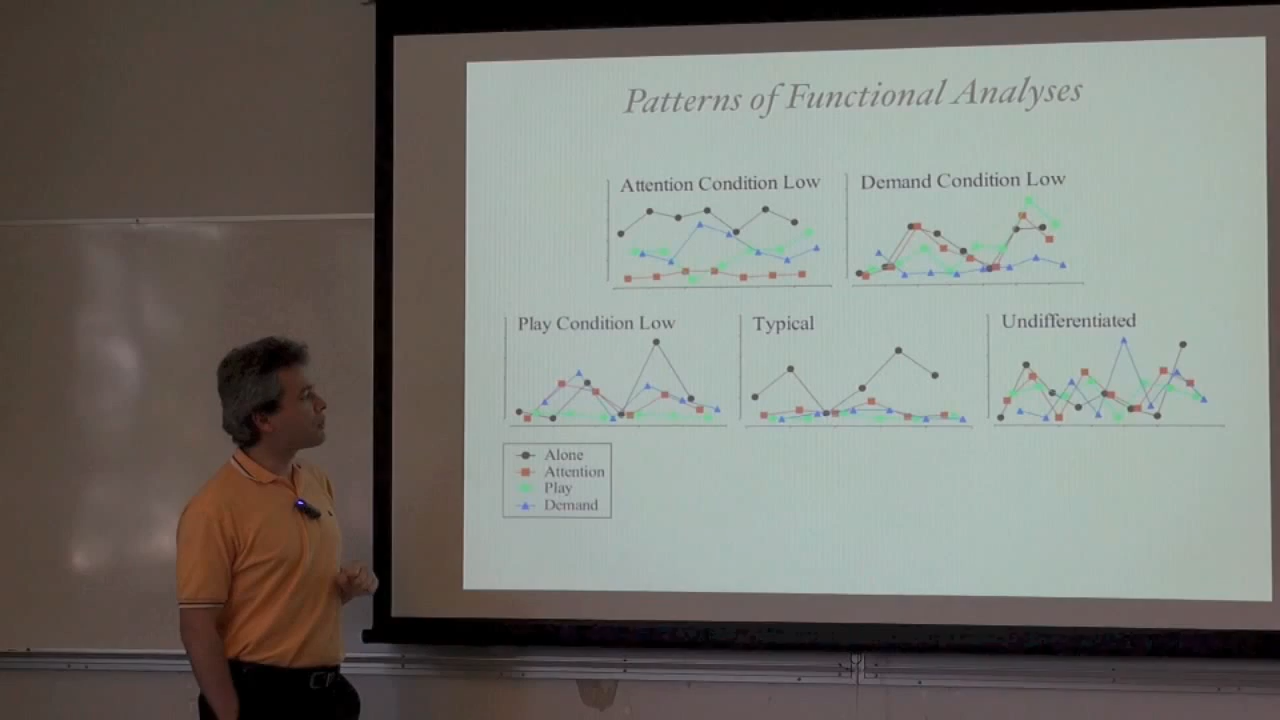 Patterns of Functional Analyses
Attention Condition Low
Demand Condition Low
Play Condition Low
Typical
Undifferentiated
Alone
Attention
Play
Demand